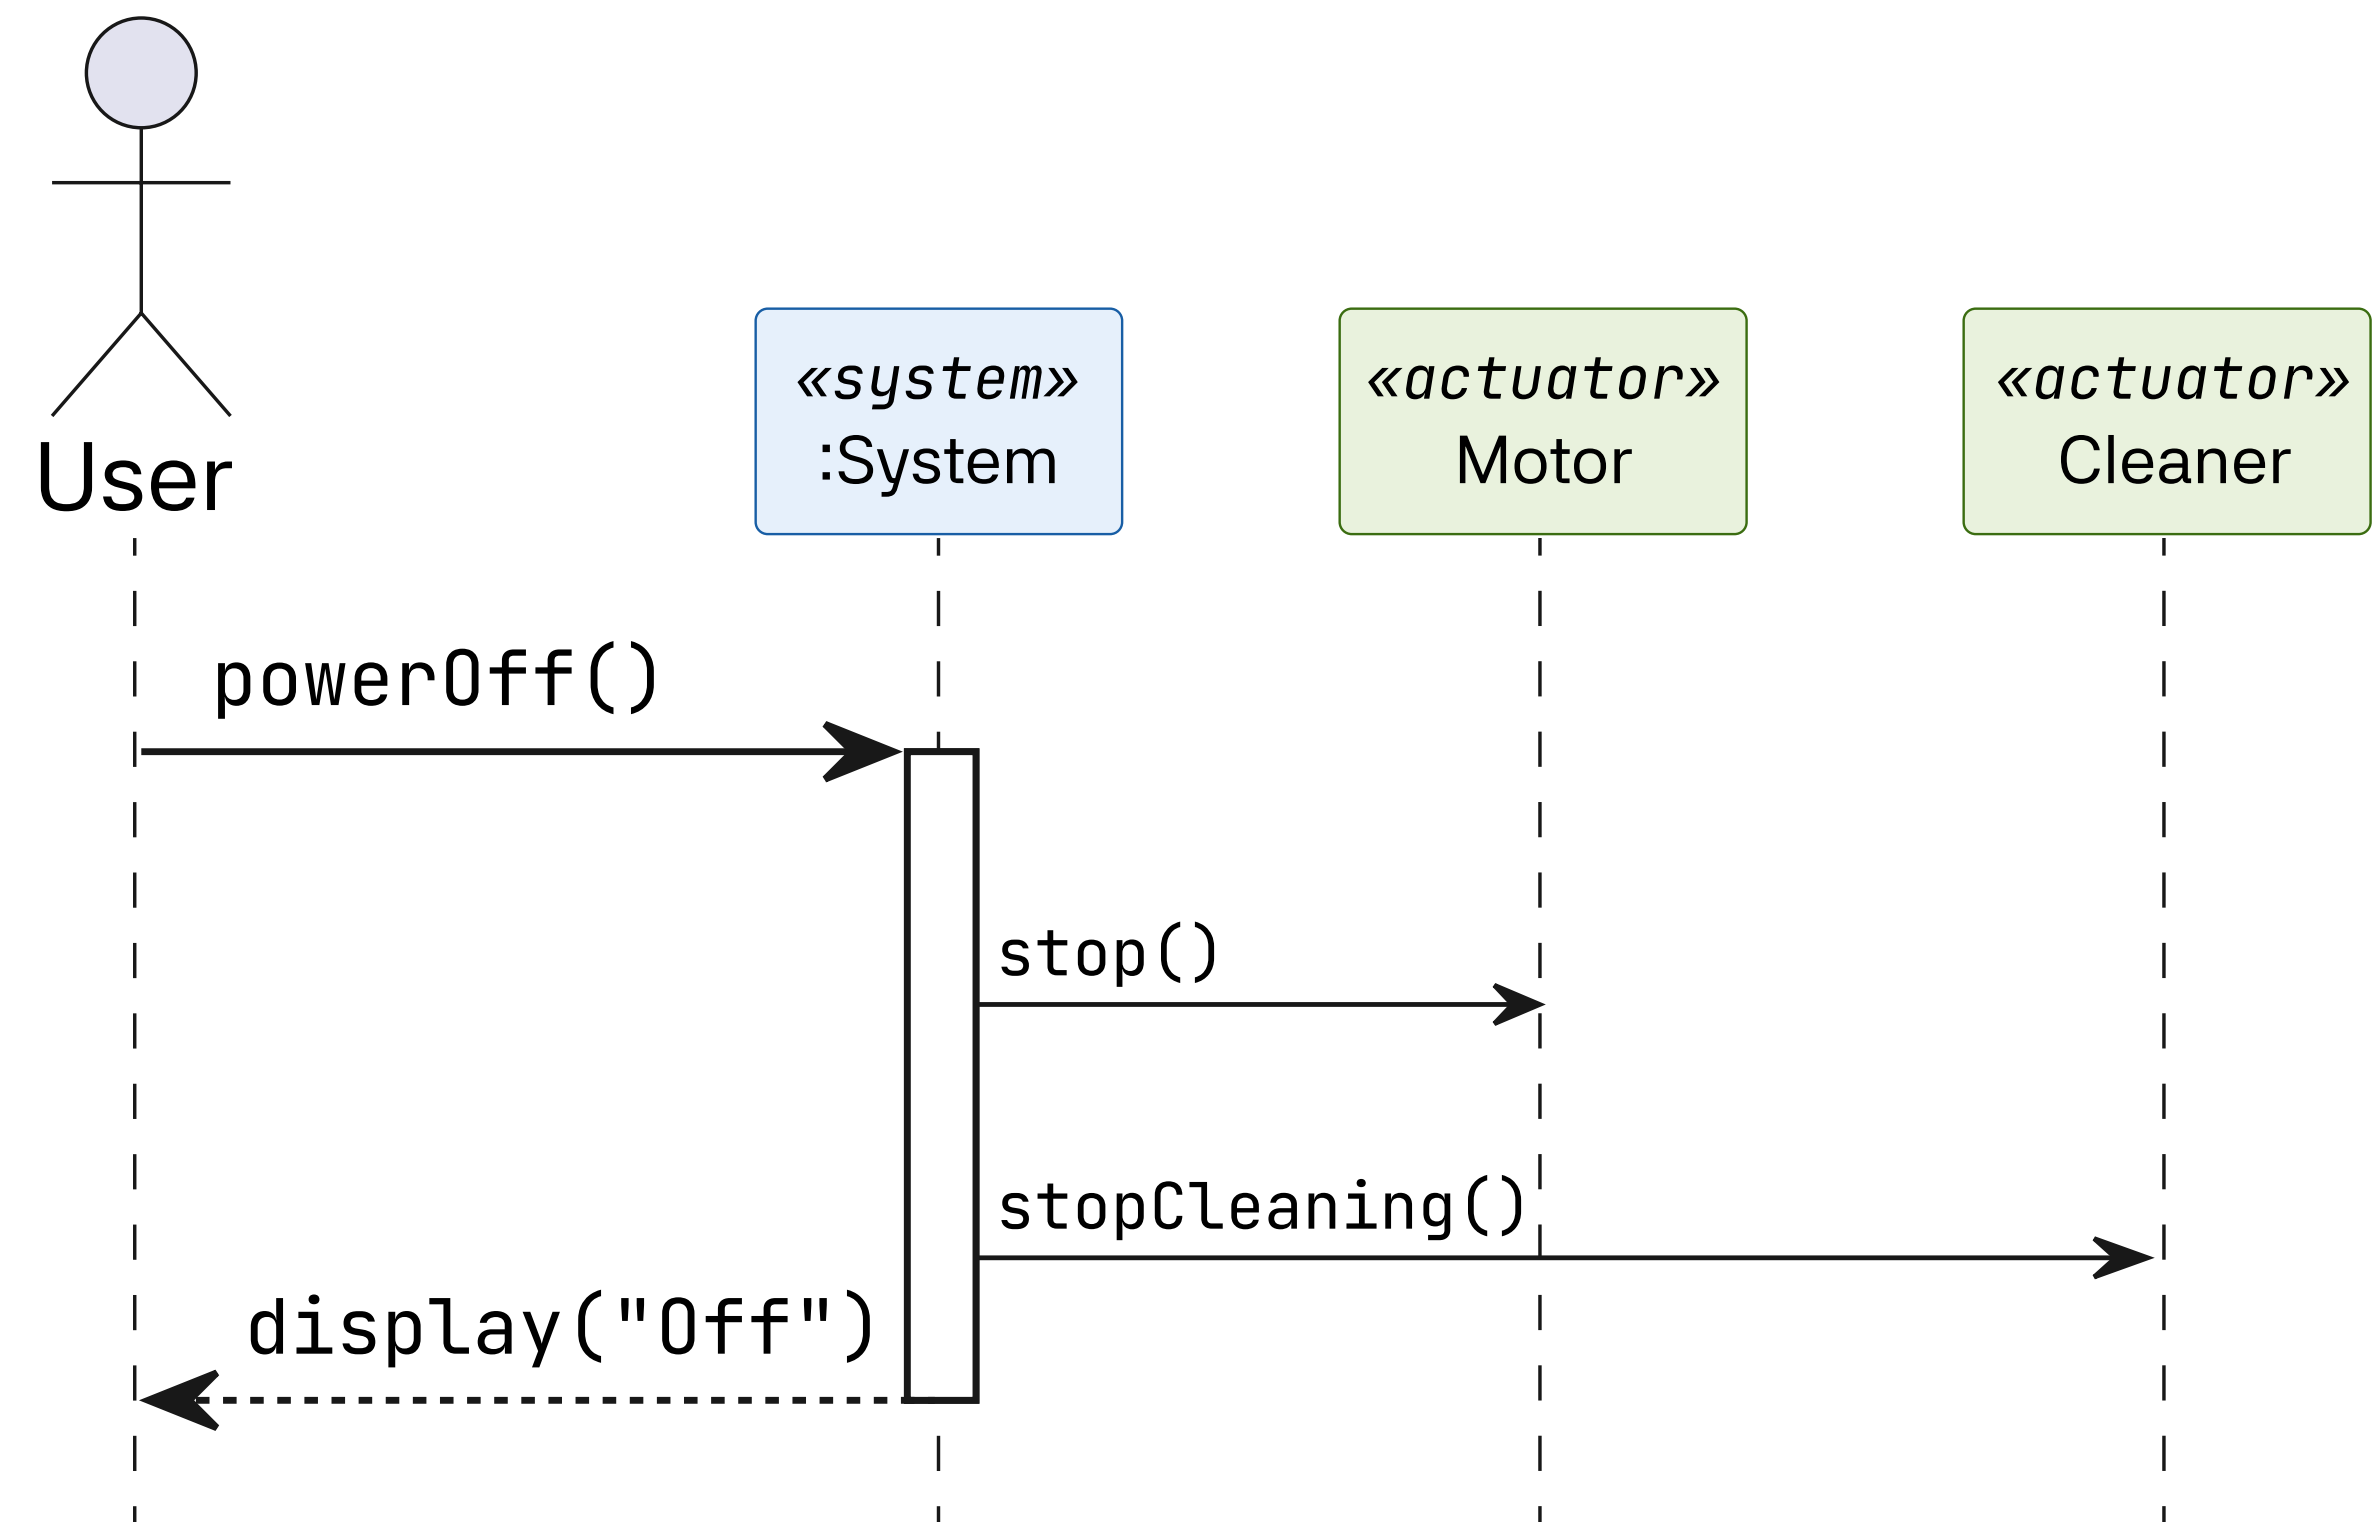 User
«system»
:System
«actuator»
Motor
«actuator»
Cleaner
powerOff()
stop()
stopCleaning()
display("Off")